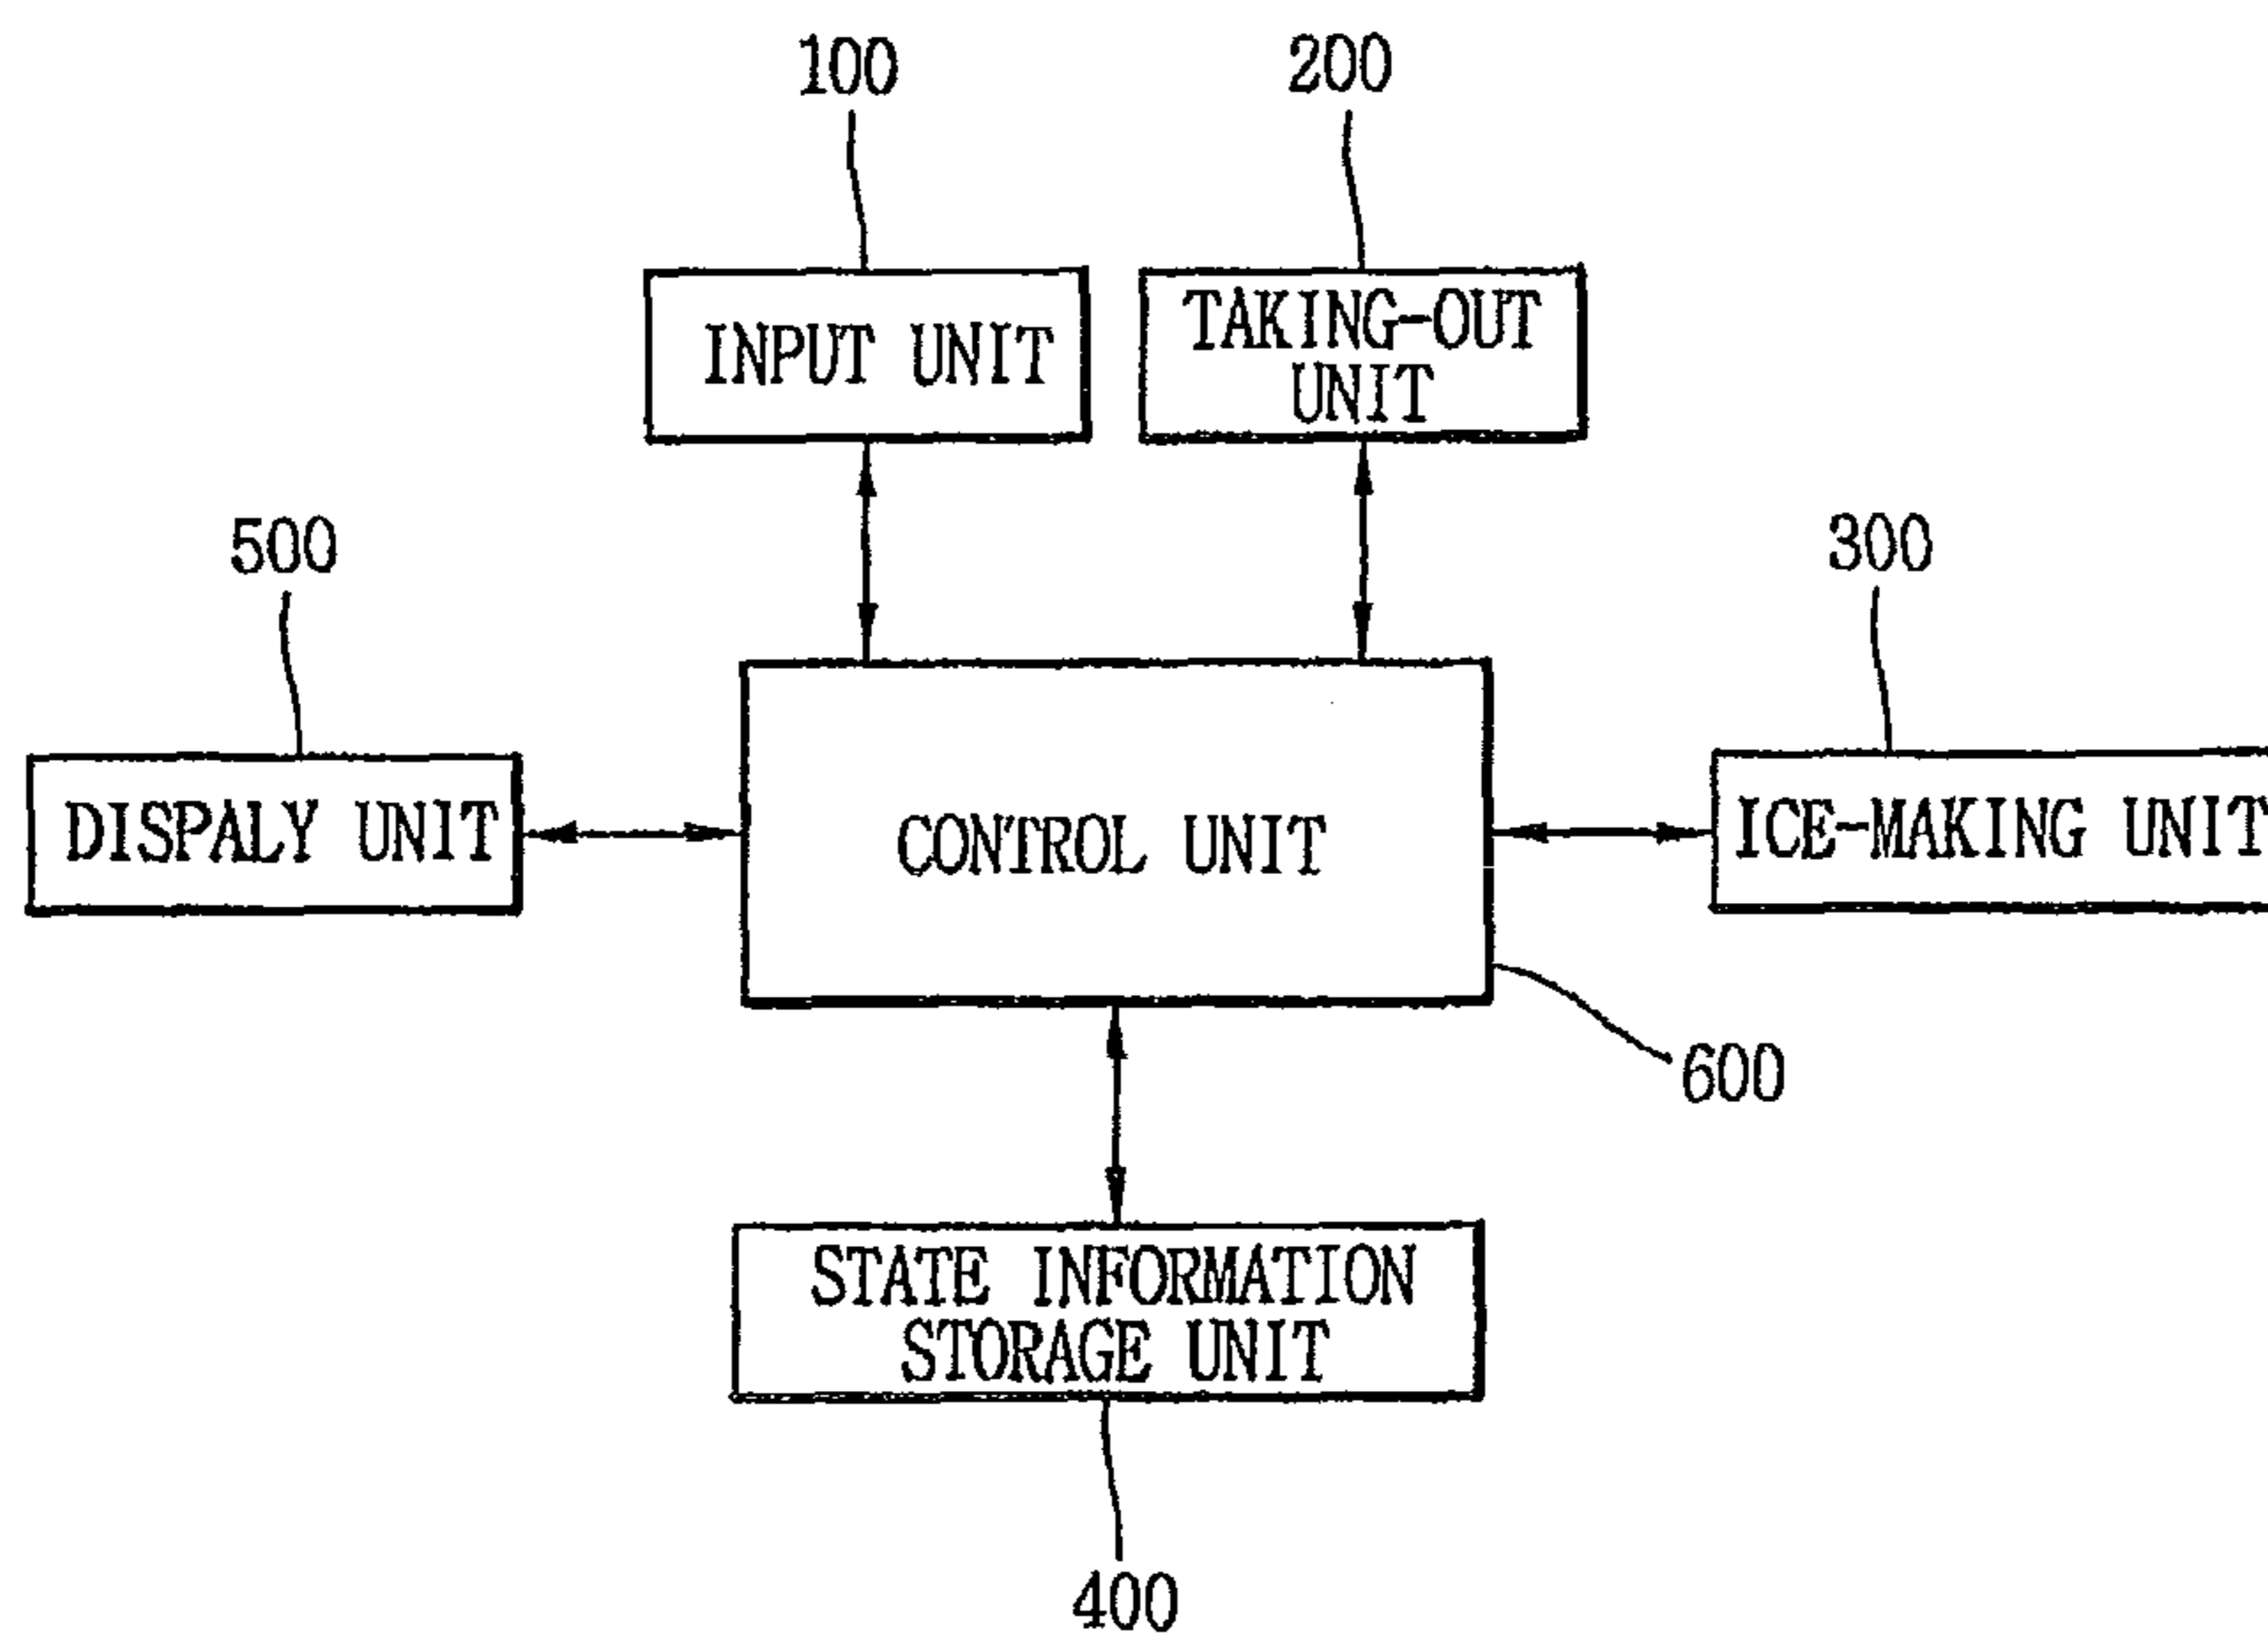 100
200
INPUT UNIT
TAKING-OUT
UNIT
500
300
DISPALY UNIT
CONTROL UNIT
ICE-MAKING UNIT
600
STATE INFORMATION
STORAGE UNIT
400